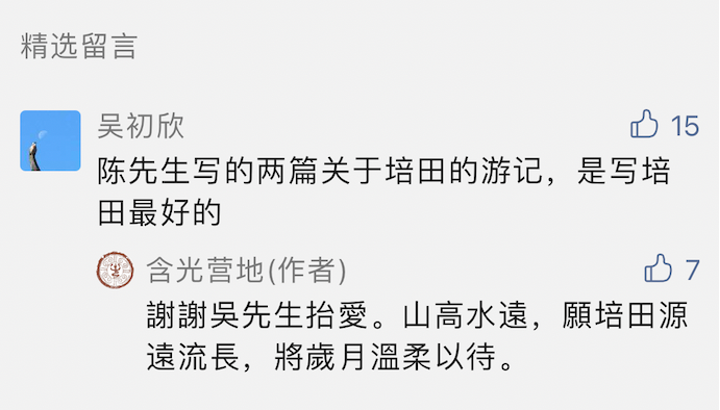 精选留言
吴初欣
15
陈先生写的两篇关于培田的游记，是写培
田最好的
含光营地(作者)
7
謝謝吳先生抬愛。山高水遠，願培田源
遠流長，將歲月溫柔以待。